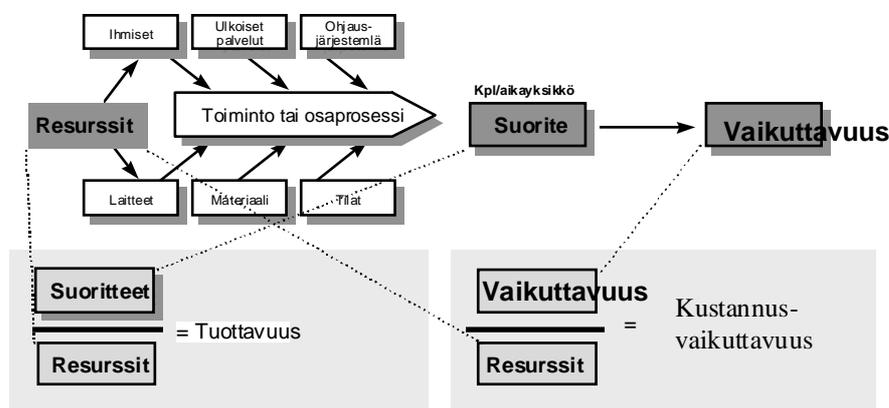 Ihmiset
Ulkoiset
palvelut
Ohjaus-
järjestemlä
Resurssit
Toiminto tai osaprosessi
Kpl/aikayksikkö
Suorite
Vaikuttavuus
Laitteet
Materiaali
Tilat
Suoritteet
Resurssit
= Tuottavuus
Vaikuttavuus
Resurssit
=
Kustannus-
vaikuttavuus